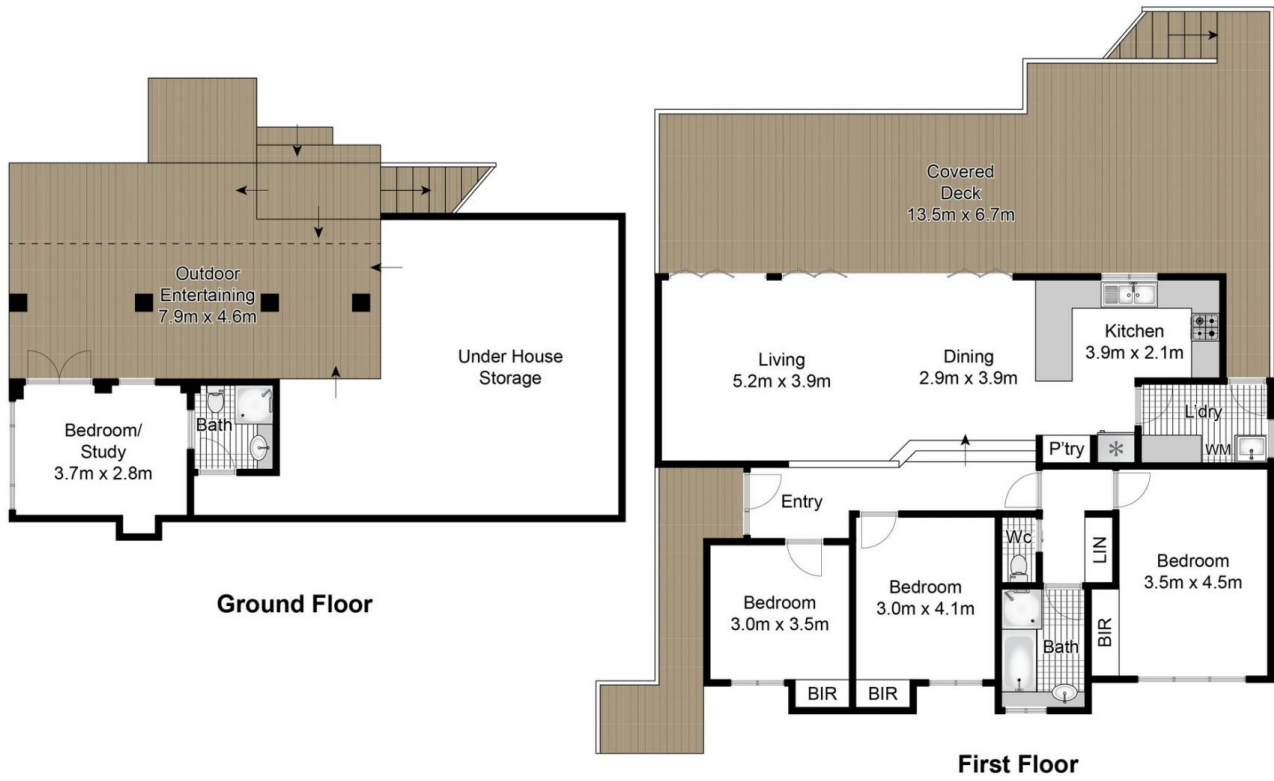 Outdoor
Entertaining
7.9m x 4.6m
Under House
Storage
Bath
Bedroom/
Study
3.7m x 2.8m
Ground Floor
Covered
Deck
13.5m x 6.7m
Kitchen
3.9m x 2.1m
Living
5.2m x 3.9m
Dining
2.9m x 3.9m
L'dry
WM
P'try
Entry
Wc
LIN
Bedroom
3.0m x 3.5m
Bedroom
3.0m x 4.1m
Bedroom
3.5m x 4.5m
Bath
BIR
BIR
BIR
First Floor